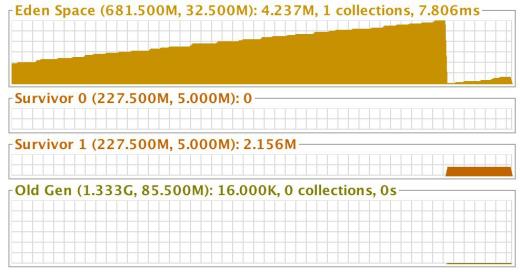 Eden Space (681.500M, 32.500M): 4.237M, 1 collections, 7.806ms
Survivor 0 (227.500M, 5.000M): 0
Survivor 1 (227.500M, 5.000M): 2.156M
Old Gen (1.333G, 85.500M): 16.000K, 0 collections, 0s